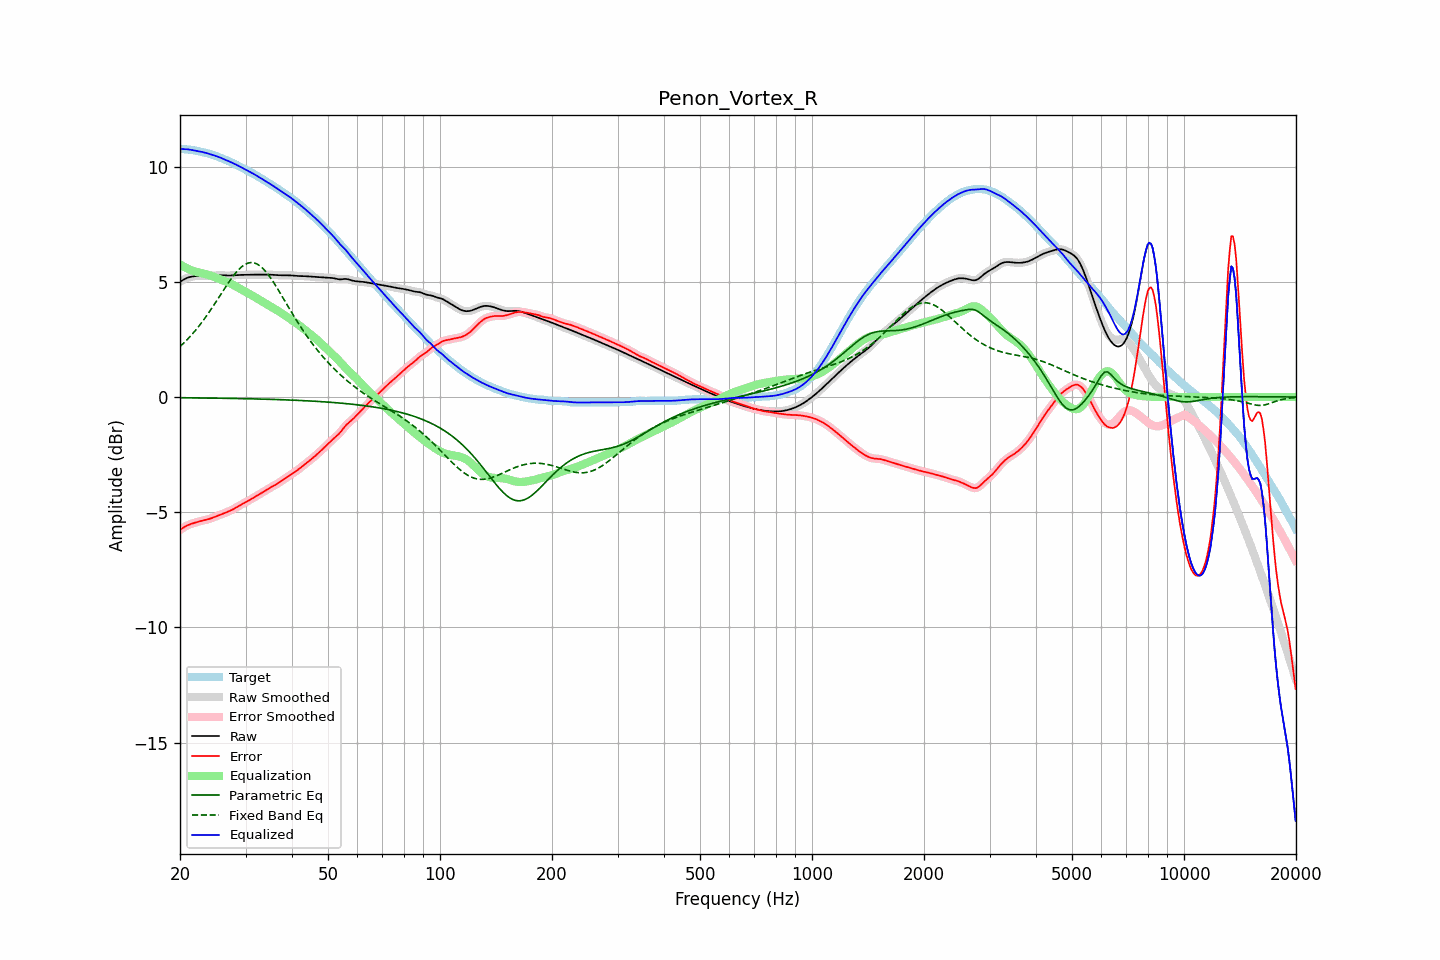 Penon_Vortex_R
Amplitude (dBr)
10
5
0
−5
−10
−15
Target
Raw Smoothed
Error Smoothed
Raw
Error
Equalization
Parametric Eq
Fixed Band Eq
Equalized
20 50 100 200 500 1000 2000 5000 10000 20000
Frequency (Hz)